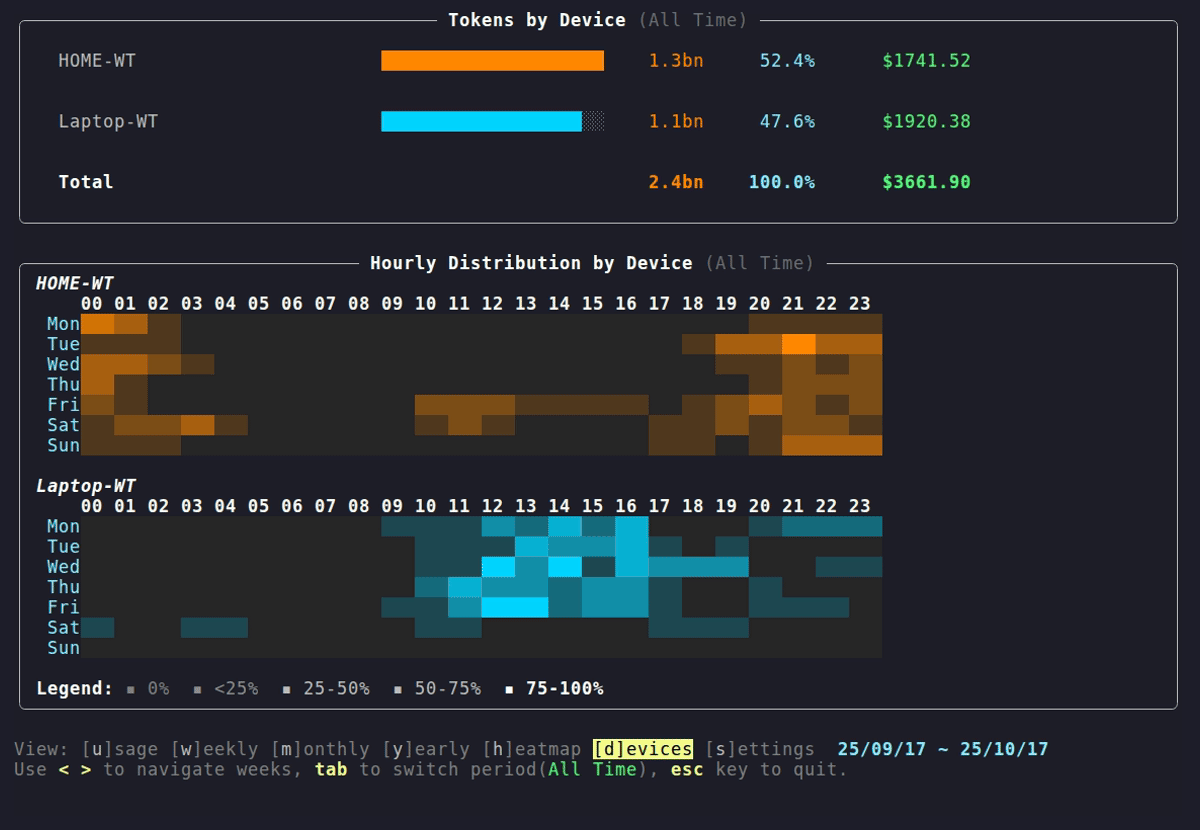 Tokens by Device (All Time)
HOME-WT 1.3bn 52.4% $1741.52
Laptop-WT 1.1bn 47.6% $1920.38
Total 2.4bn 100.0% $3661.90
Hourly Distribution by Device (All Time)
HOME-WT
00 01 02 03 04 05 06 07 08 09 10 11 12 13 14 15 16 17 18 19 20 21 22 23
Mon
Tue
Wed
Thu
Fri
Sat
Sun
Laptop-WT
00 01 02 03 04 05 06 07 08 09 10 11 12 13 14 15 16 17 18 19 20 21 22 23
Mon
Tue
Wed
Thu
Fri
Sat
Sun
Legend: ▪ 0% ▪ <25% ▪ 25-50% ▪ 50-75% ▪ 75-100%
View: [u]sage [w]eekly [m]onthly [y]early [h]eatmap [d]evices [s]ettings 25/09/17 ~ 25/10/17
Use < > to navigate weeks, tab to switch period(All Time), esc key to quit.